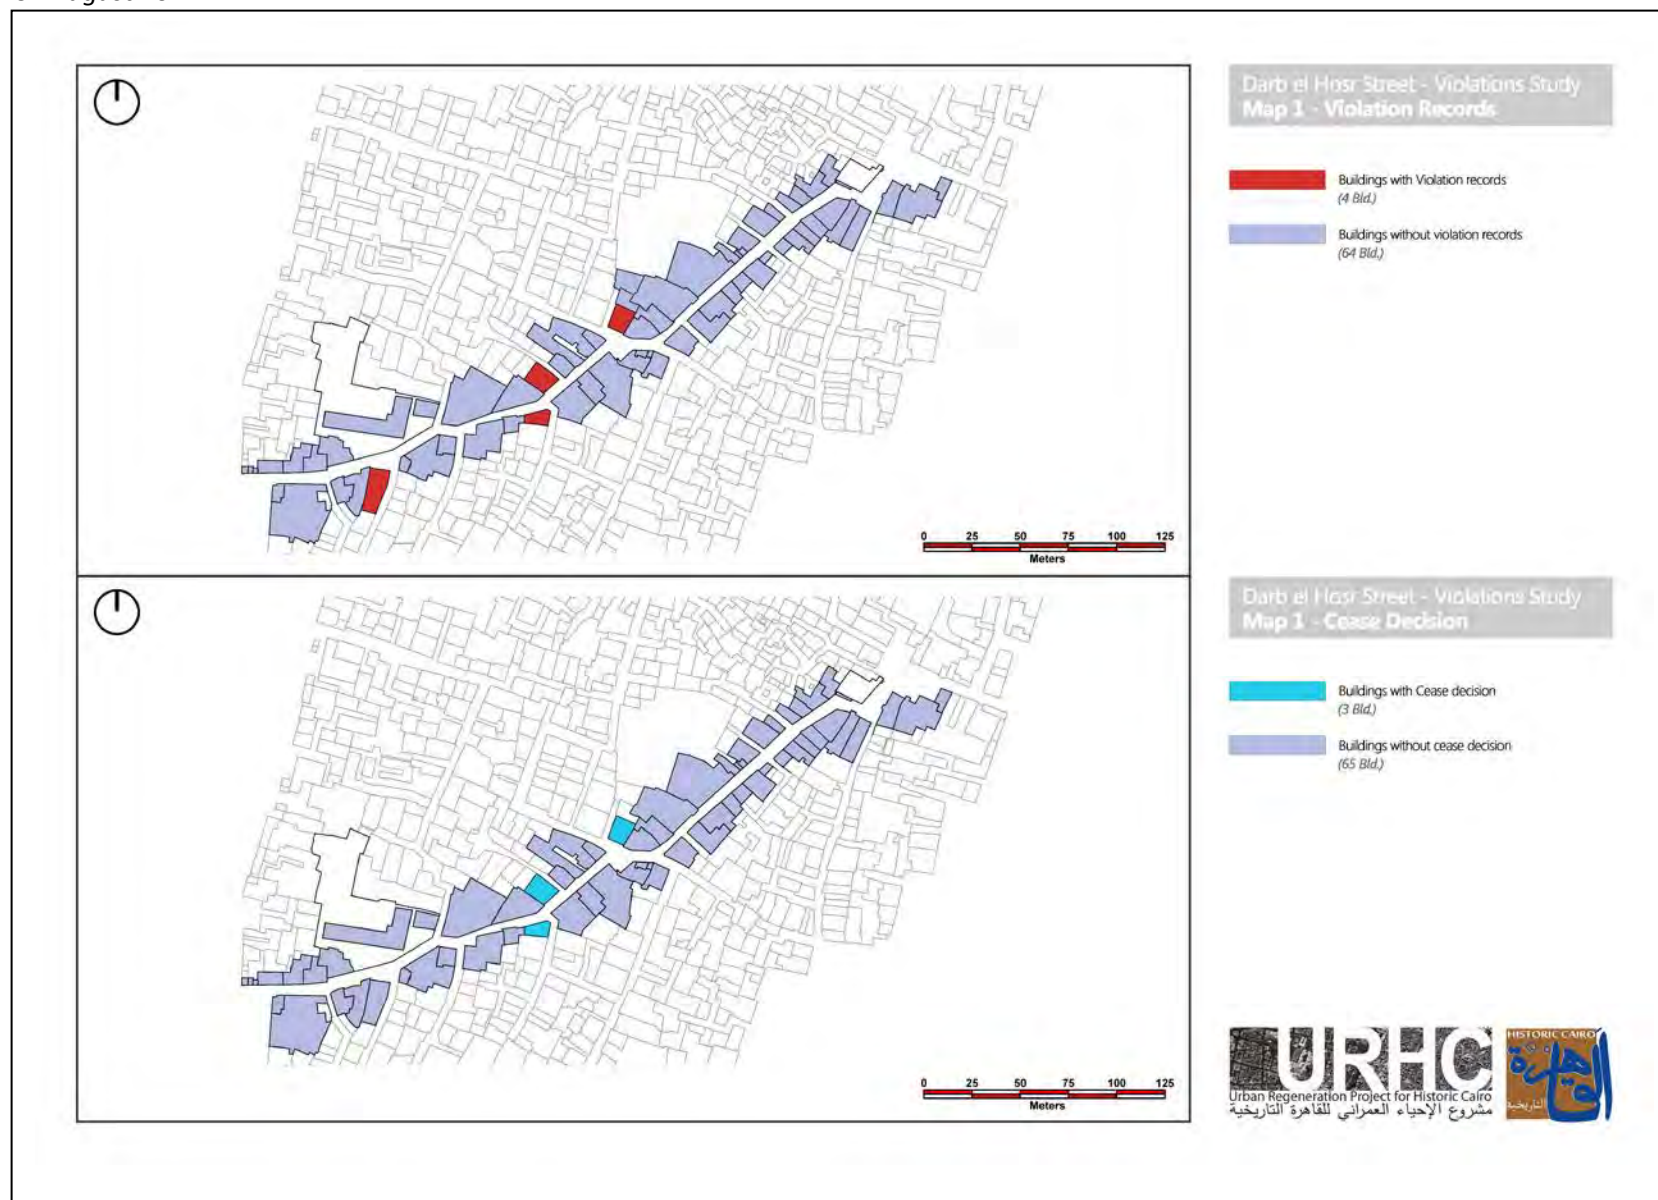 Darb el Hosr Street - Violations Study
Map 1 - Violation Records
Buildings with Violation records
(4 Bld.)
Buildings without violation records
(64 Bld.)
0 25 50 75 100 125
Meters
Darb el Hosr Street - Violations Study
Map 1 - Cease Decision
Buildings with Cease decision
(3 Bld.)
Buildings without cease decision
(65 Bld.)
0 25 50 75 100 125
Meters
URHC
Urban Regeneration Project for Historic Cairo
مشروع الإحياء العمراني للقاهرة التاريخية
HISTORIC CAIRO
القاهرة
التاريخية